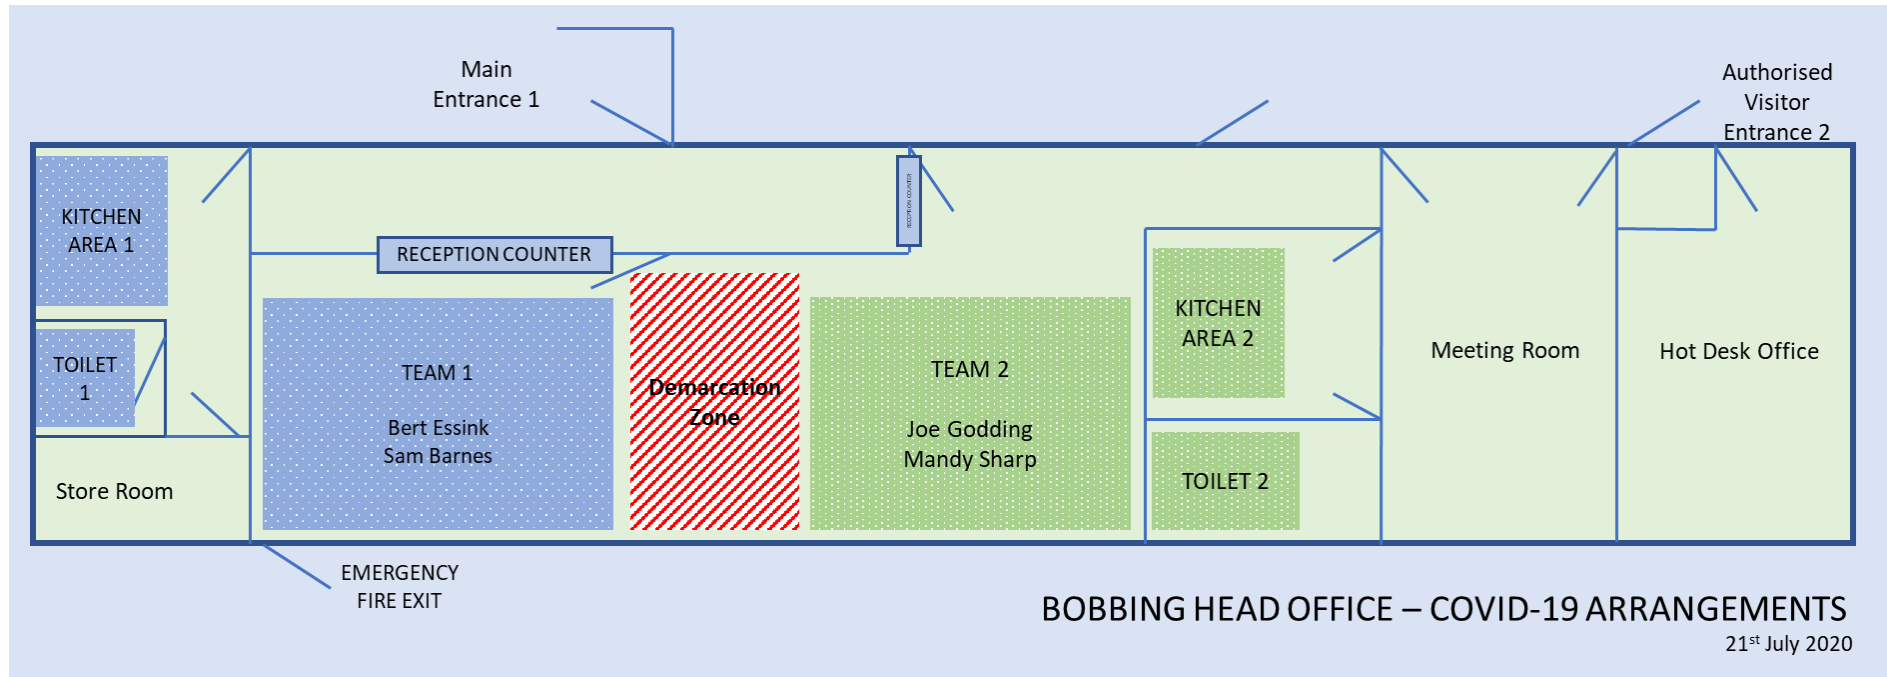 Main
Entrance 1
Authorised
Visitor
Entrance 2
KITCHEN
AREA 1
RECEPTION COUNTER
RECEPTION COUNTER
TOILET
1
TEAM 1
Bert Essink
Sam Barnes
Demarcation
Zone
TEAM 2
Joe Godding
Mandy Sharp
KITCHEN
AREA 2
TOILET 2
Meeting Room
Hot Desk Office
Store Room
EMERGENCY
FIRE EXIT
BOBBING HEAD OFFICE – COVID-19 ARRANGEMENTS
21st July 2020